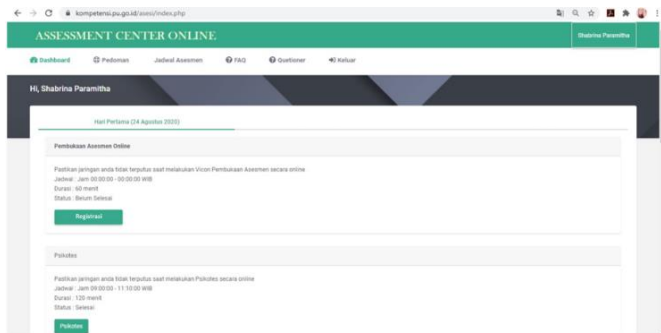 kompetensi.pu.go.id/asesi/index.php
ASSESSMENT CENTER ONLINE
Shabrina Paramitha
Dashboard Pedoman Jadwal Asesmen FAQ Quetioner Keluar
Hi, Shabrina Paramitha
Hari Pertama (24 Agustus 2020)
Pembukaan Asesmen Online
Pastikan jaringan anda tidak terputus saat melakukan Vicon Pembukaan Asesmen secara online
Jadwal : Jam 00:00:00 - 00:00:00 WIB
Durasi : 60 menit
Status : Belum Selesai
Registrasi
Psikotes
Pastikan jaringan anda tidak terputus saat melakukan Psikotes secara online
Jadwal : Jam 09:00:00 - 11:10:00 WIB
Durasi : 120 menit
Status : Selesai
Psikotes